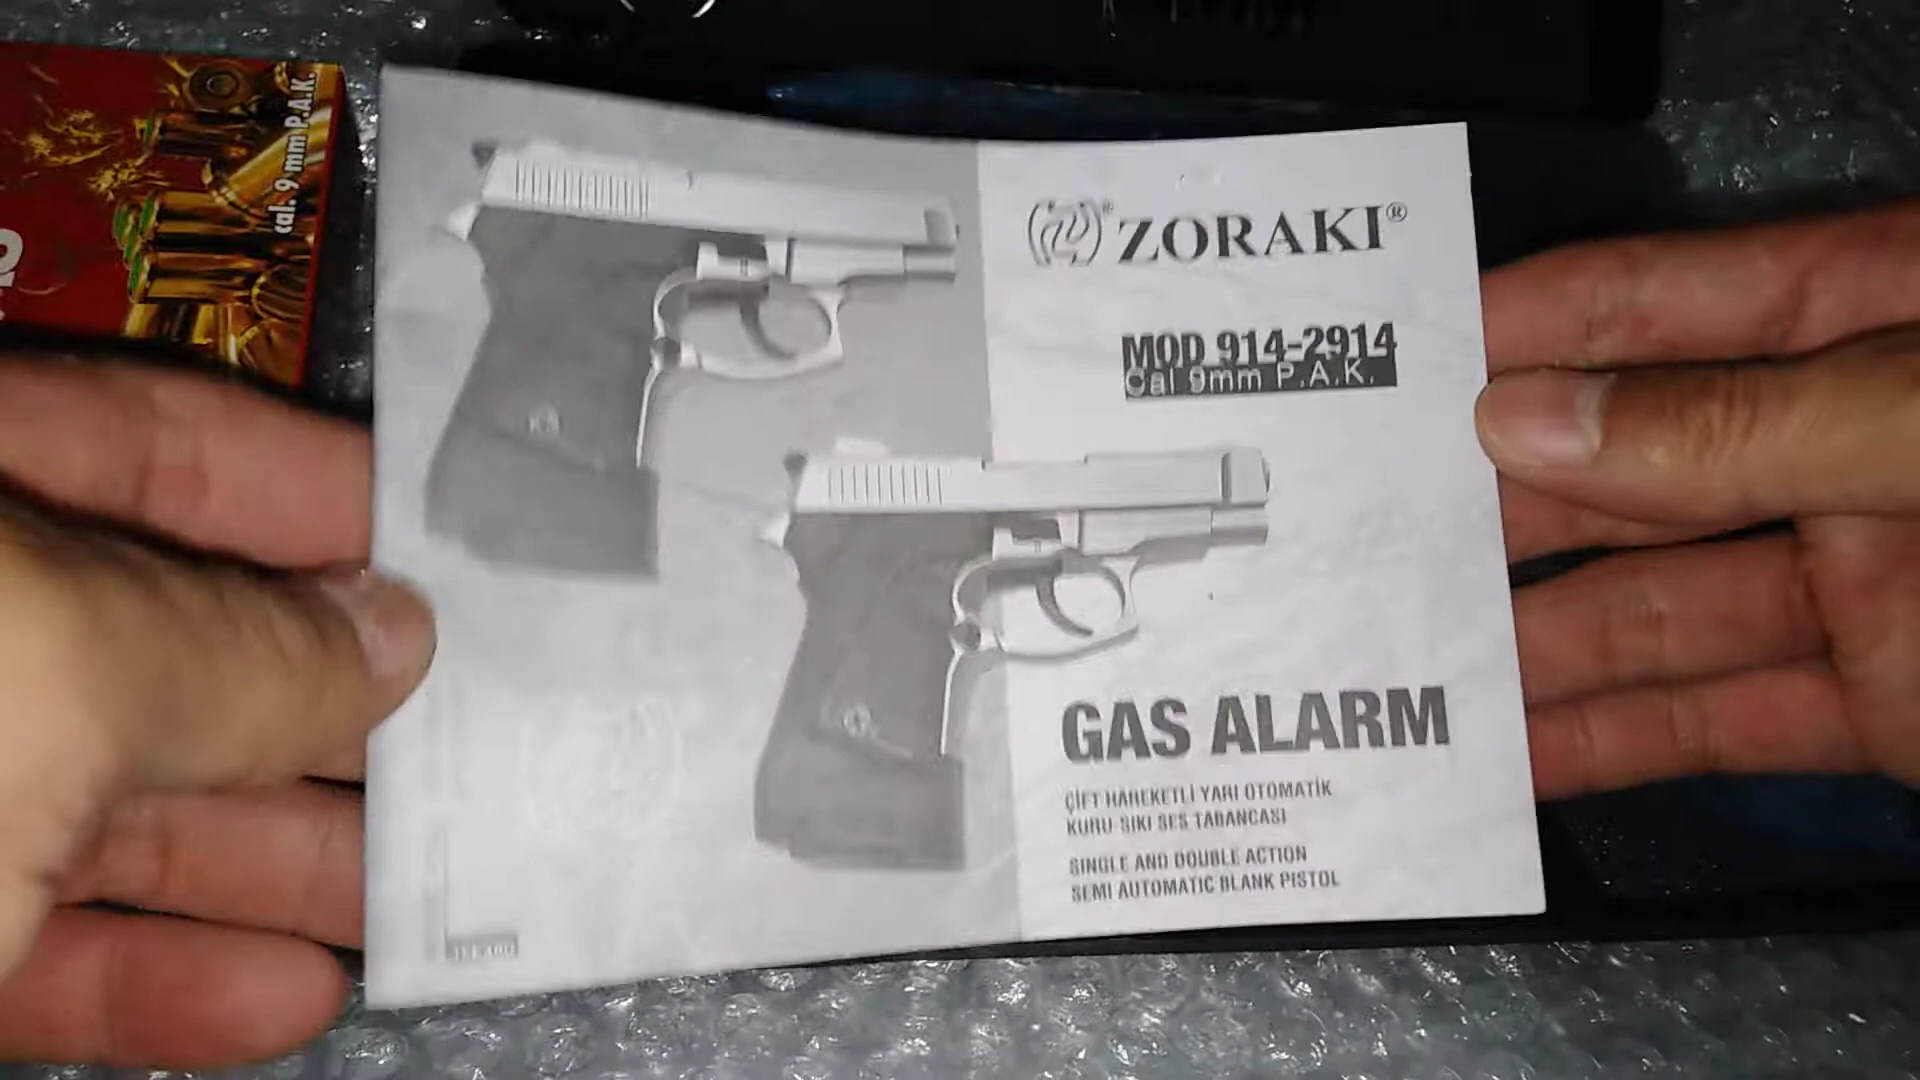 cal. 9 mm P.A.K.
ZORAKI®
MOD 914-2914
Cal 9mm P.A.K.
GAS ALARM
ÇİFT HAREKETLİ YARI OTOMATİK
KURU SIKI SES TABANCASI
SINGLE AND DOUBLE ACTION
SEMI AUTOMATIC BLANK PISTOL